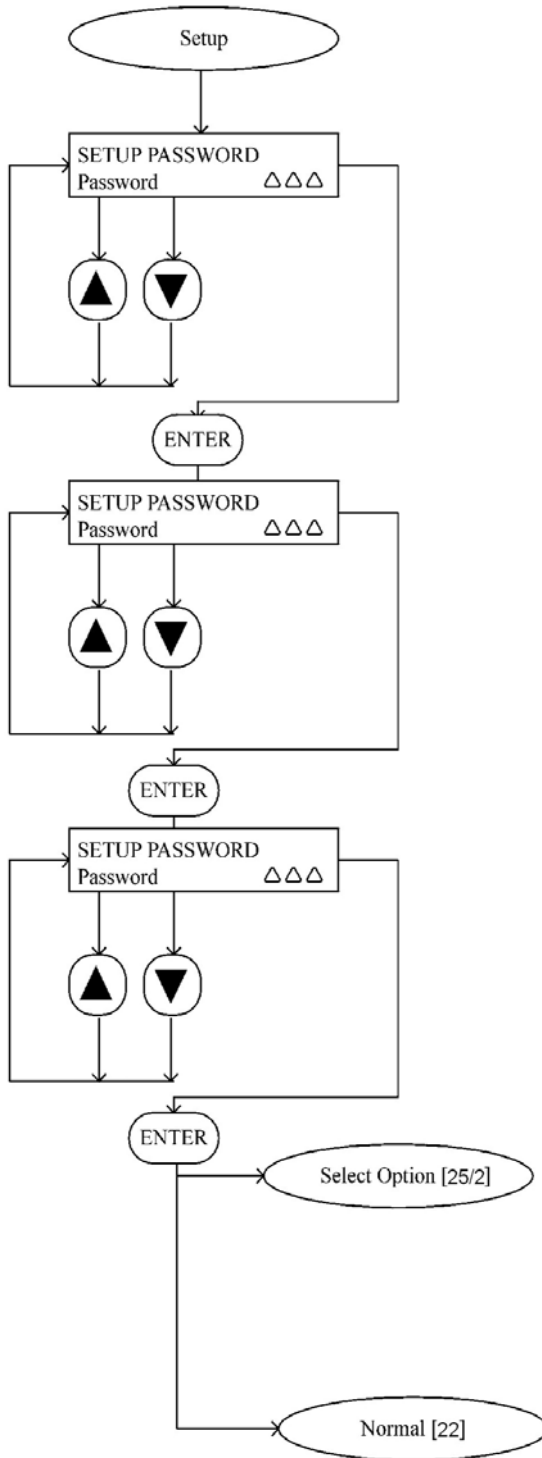 Setup
SETUP PASSWORD
Password △ △ △
ENTER
SETUP PASSWORD
Password △ △ △
ENTER
SETUP PASSWORD
Password △ △ △
ENTER
Select Option [25/2]
Normal [22]